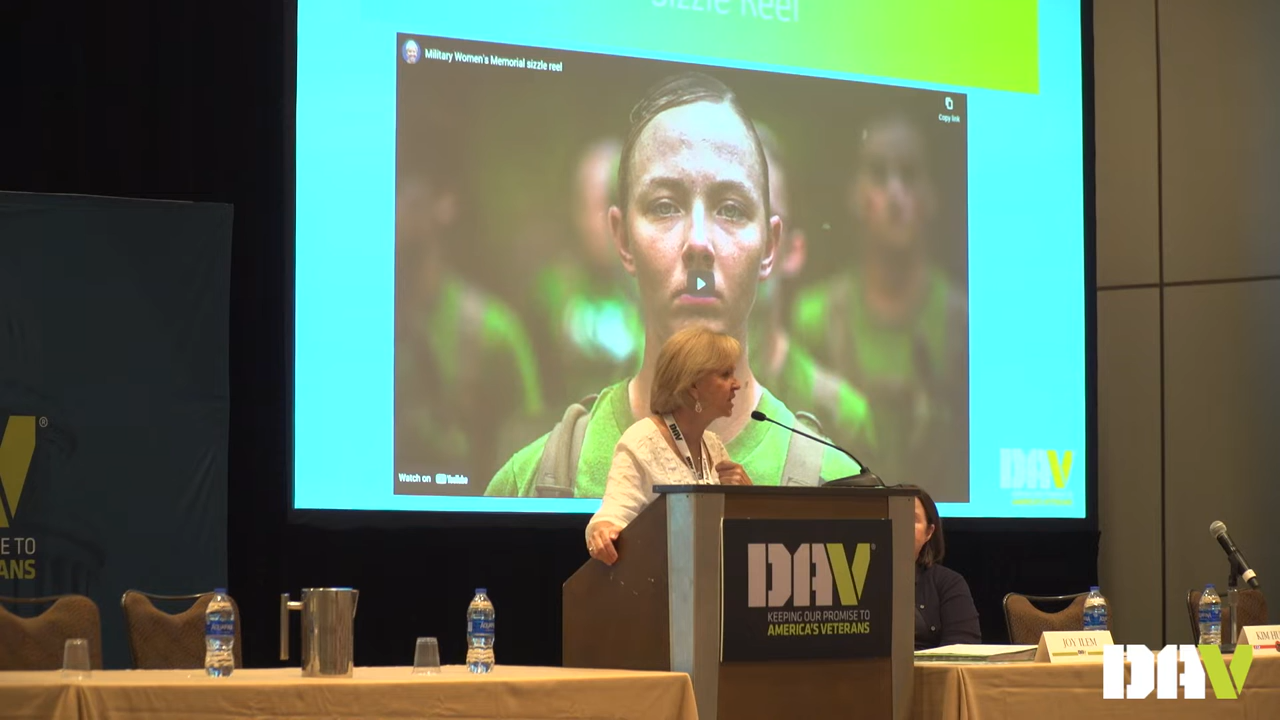 Sizzle Reel
Military Women's Memorial sizzle reel
Copy link
Watch on YouTube
DAV
V®
E TO
ANS
DAV
DAV®
KEEPING OUR PROMISE TO
AMERICA'S VETERANS
JOY ILEM
KIM
DAV